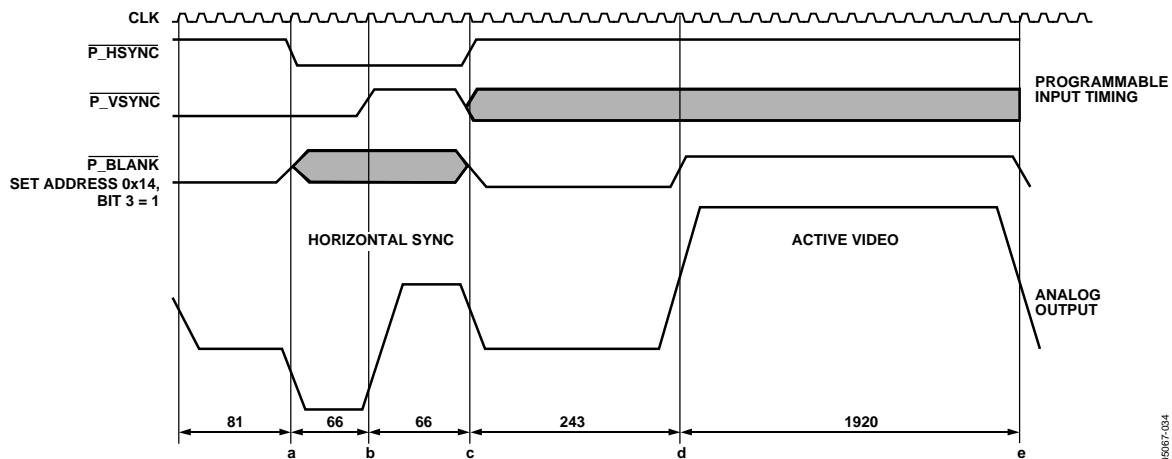 CLK
P_HSYNC
P_VSYNC
PROGRAMMABLE
INPUT TIMING
P_BLANK
SET ADDRESS 0x14,
BIT 3 = 1
HORIZONTAL SYNC
ACTIVE VIDEO
ANALOG
OUTPUT
81 66 66 243 1920
a b c d e
05067-034